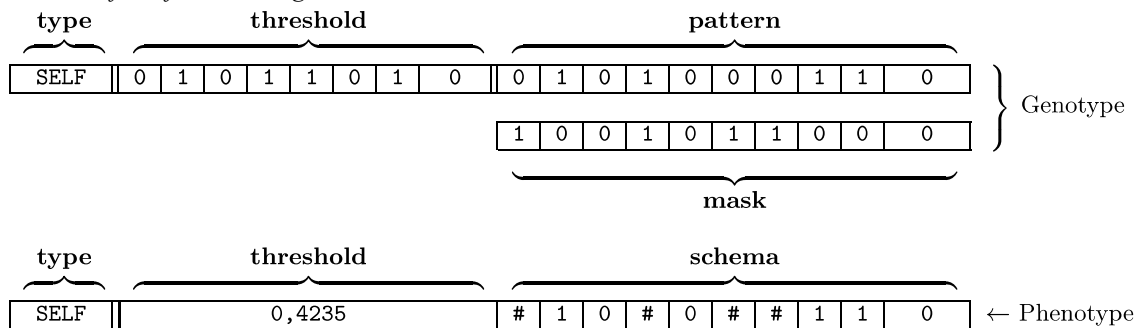 type threshold pattern
SELF 0 1 0 1 1 0 1 0 0 1 0 1 0 0 0 1 1 0
Genotype
1 0 0 1 0 1 1 0 0 0
mask
type threshold schema
SELF 0,4235 # 1 0 # 0 # # 1 1 0 ← Phenotype